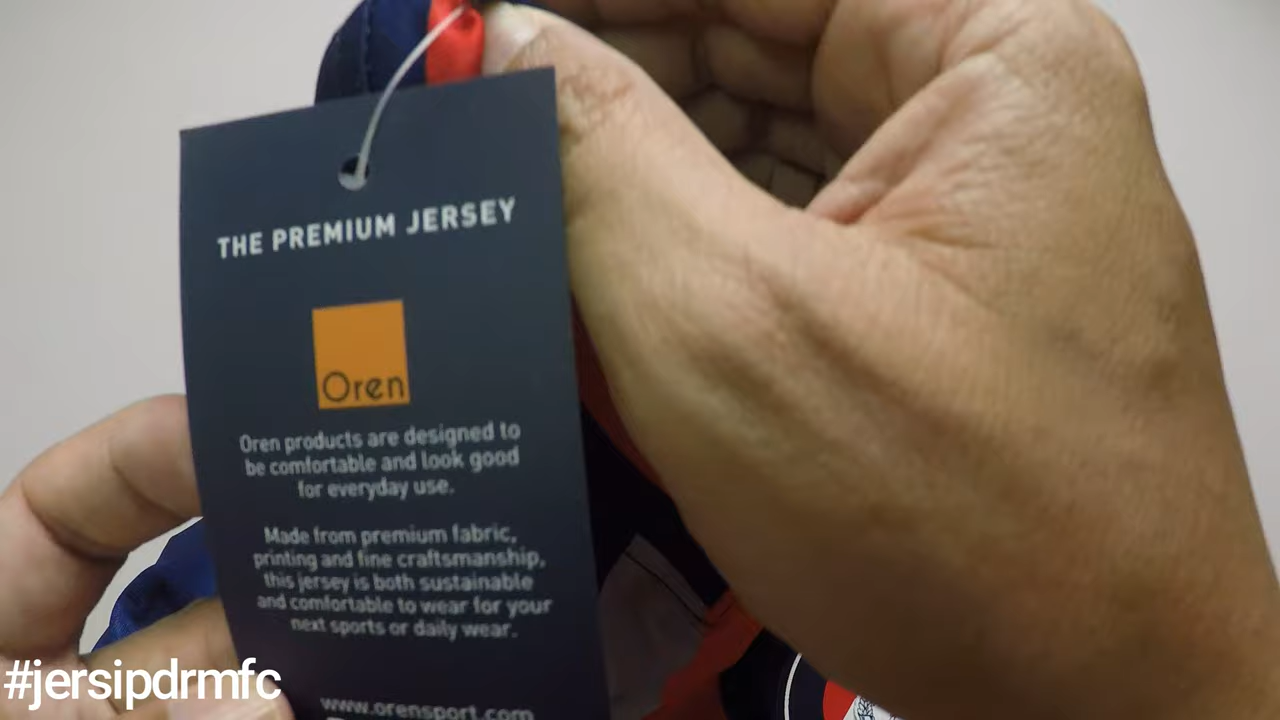 THE PREMIUM JERSEY
Oren
Oren products are designed to
be comfortable and look good
for everyday use.
Made from premium fabric,
printing and fine craftsmanship,
this jersey is both sustainable
and comfortable to wear for your
next sports or daily wear.
www.orensport.com
#jersipdrmfc